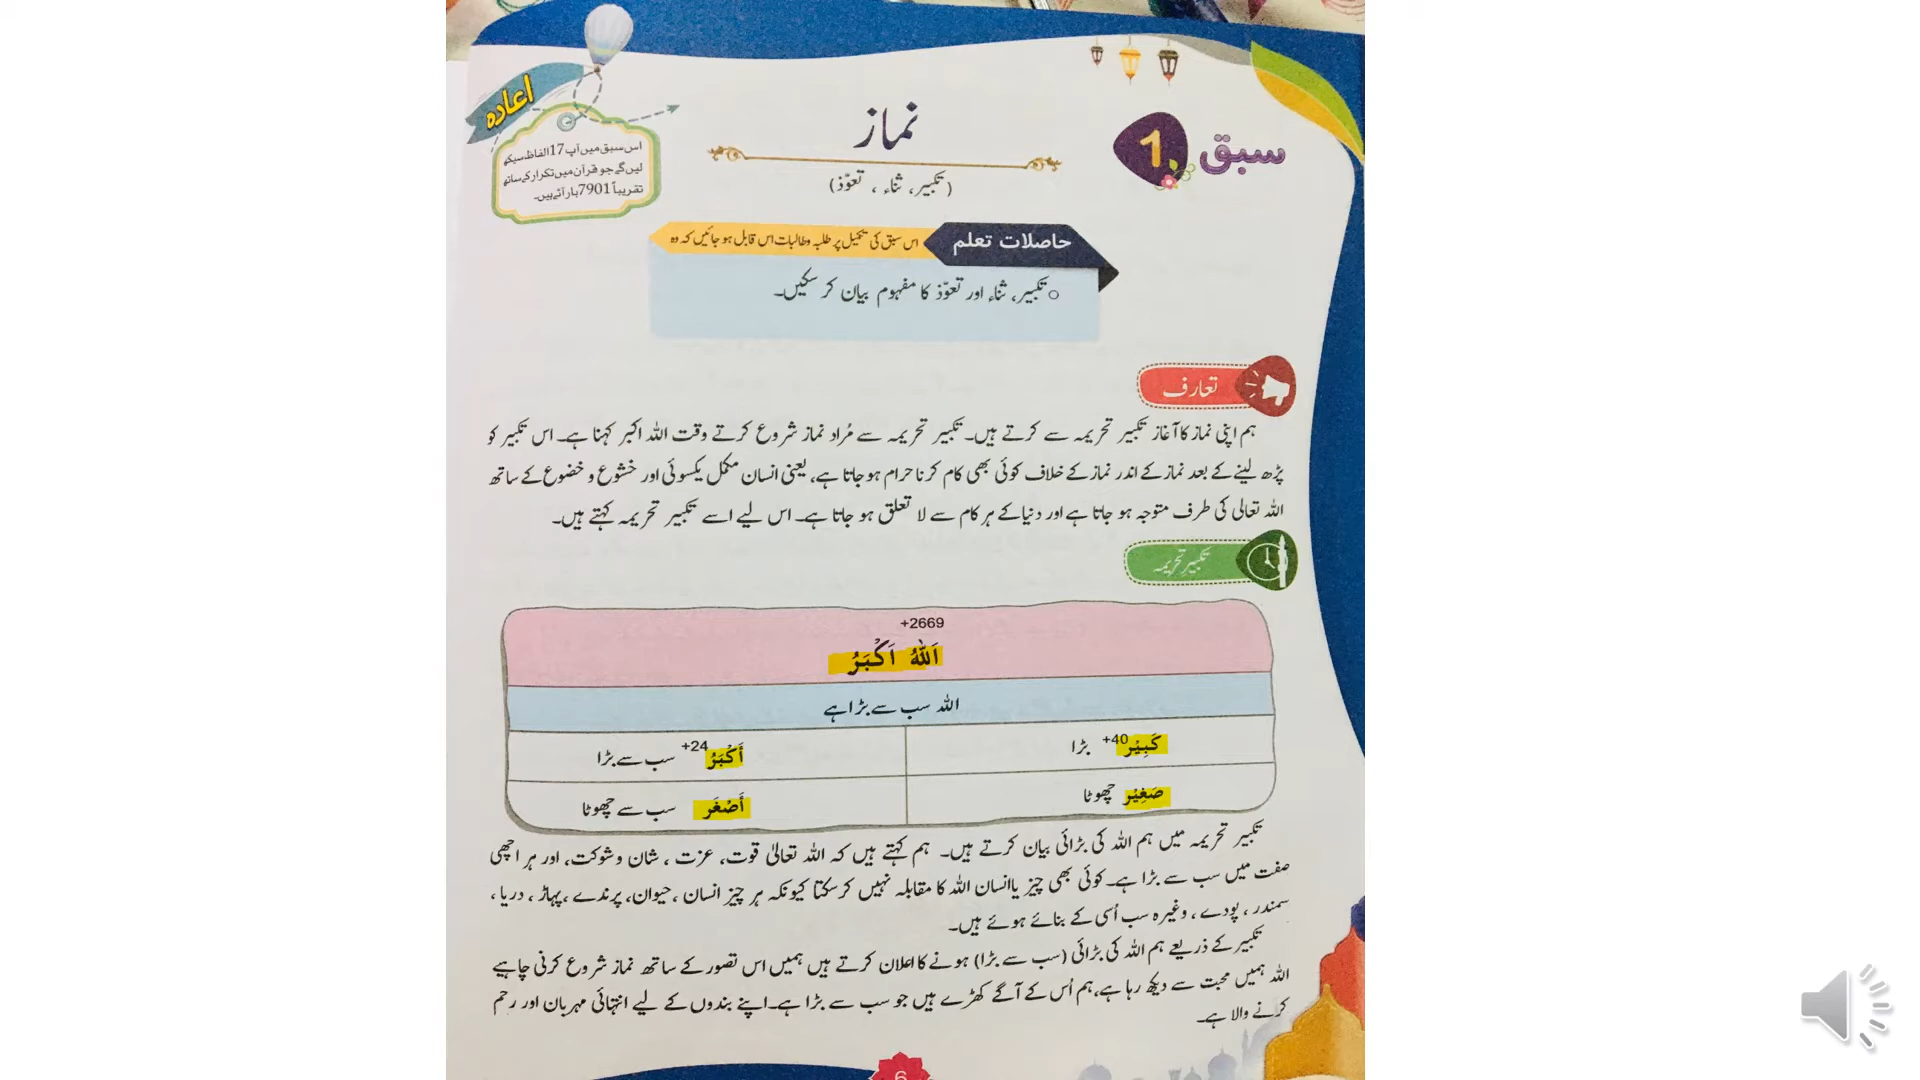 سبق 1
نماز
(تکبیر، ثناء ، تعوّذ)
اعادہ
اس سبق میں آپ 17 الفاظ سیکھ
لیں گے جو قرآن میں تکرار کے ساتھ
تقریباً 7901 بار آئے ہیں۔
حاصلات تعلم
اس سبق کی تکمیل پر طلبہ و طالبات اس قابل ہو جائیں کہ وہ
○ تکبیر، ثناء اور تعوّذ کا مفہوم بیان کر سکیں۔
تعارف
ہم اپنی نماز کا آغاز تکبیر تحریمہ سے کرتے ہیں۔ تکبیر تحریمہ سے مُراد نماز شروع کرتے وقت اللہ اکبر کہنا ہے۔ اس تکبیر کو
پڑھ لینے کے بعد نماز کے اندر نماز کے خلاف کوئی بھی کام کرنا حرام ہو جاتا ہے، یعنی انسان مکمل یکسوئی اور خشوع و خضوع کے ساتھ
اللہ تعالی کی طرف متوجہ ہو جاتا ہے اور دنیا کے ہر کام سے لا تعلق ہو جاتا ہے۔ اس لیے اسے تکبیر تحریمہ کہتے ہیں۔
تکبیرِ تحریمہ
+2669
اَللّٰهُ اَكْبَرُ
اللہ سب سے بڑا ہے
كَبِيْر +40 بڑا
أَكْبَرُ +24 سب سے بڑا
صَغِيْر چھوٹا
أَصْغَر سب سے چھوٹا
تکبیر تحریمہ میں ہم اللہ کی بڑائی بیان کرتے ہیں۔ ہم کہتے ہیں کہ اللہ تعالیٰ قوت، عزت ، شان و شوکت، اور ہر اچھی
صفت میں سب سے بڑا ہے۔ کوئی بھی چیز یا انسان اللہ کا مقابلہ نہیں کر سکتا کیونکہ ہر چیز انسان ، حیوان، پرندے ، پہاڑ ، دریا ،
سمندر ، پودے ، وغیرہ سب اُسی کے بنائے ہوئے ہیں۔
تکبیر کے ذریعے ہم اللہ کی بڑائی (سب سے بڑا) ہونے کا اعلان کرتے ہیں ہمیں اس تصور کے ساتھ نماز شروع کرنی چاہیے
اللہ ہمیں محبت سے دیکھ رہا ہے، ہم اُس کے آگے کھڑے ہیں جو سب سے بڑا ہے۔ اپنے بندوں کے لیے انتہائی مہربان اور رحم
کرنے والا ہے۔
6